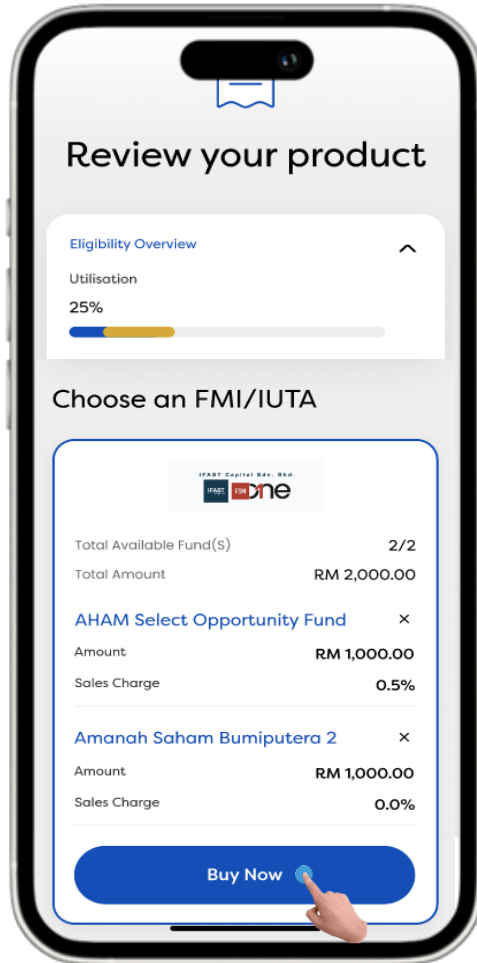 Review your product
Eligibility Overview
Utilisation
25%
Choose an FMI/IUTA
iFAST Capital Sdn. Bhd.
iFAST FSM One
Total Available Fund(S) 2/2
Total Amount RM 2,000.00
AHAM Select Opportunity Fund ×
Amount RM 1,000.00
Sales Charge 0.5%
Amanah Saham Bumiputera 2 ×
Amount RM 1,000.00
Sales Charge 0.0%
Buy Now